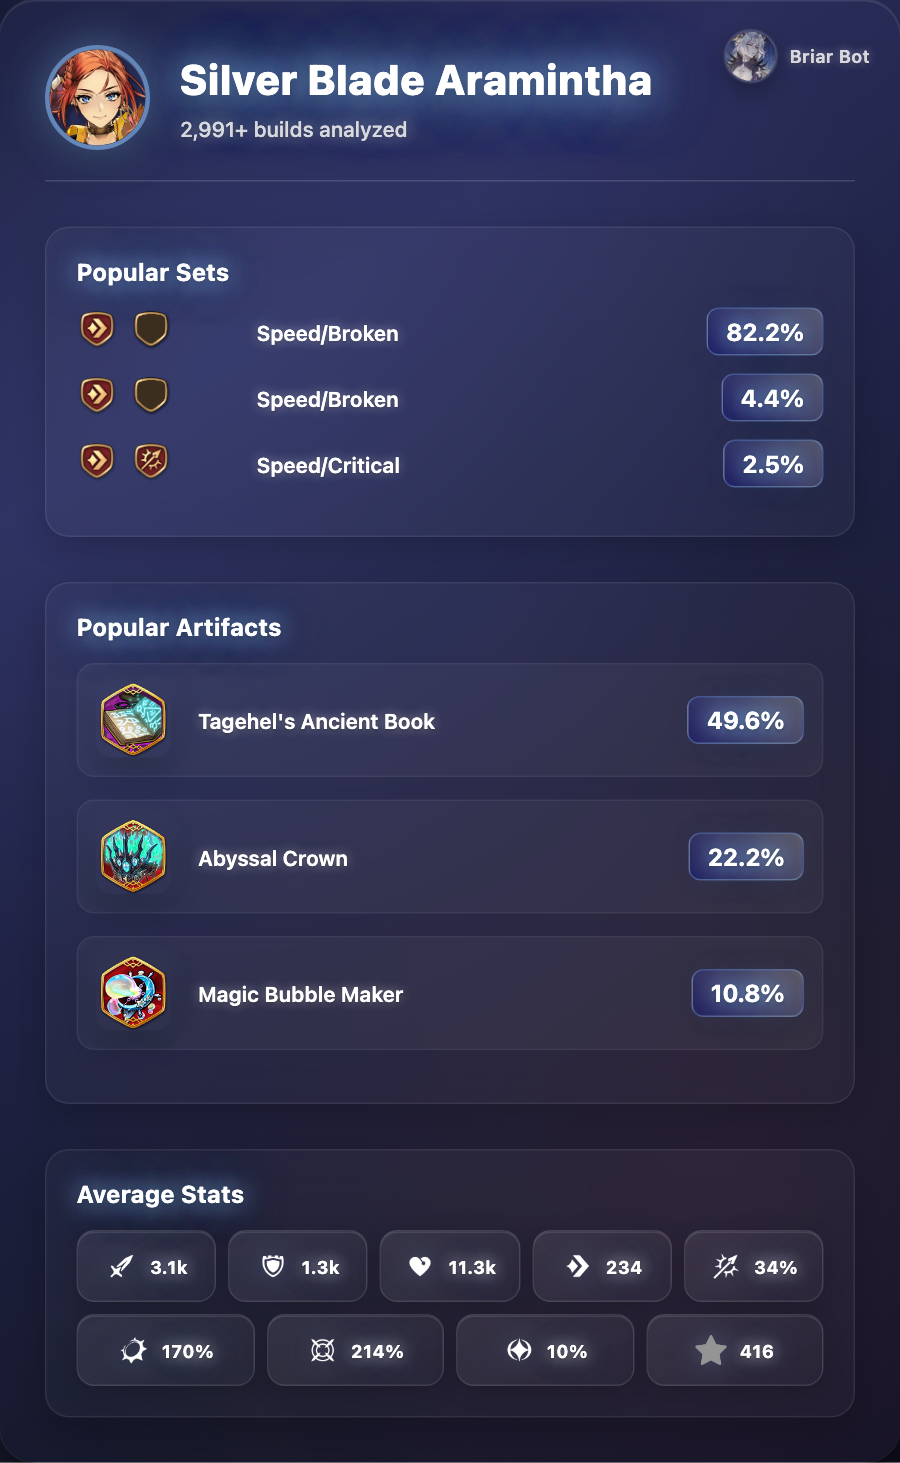 Silver Blade Aramintha
2,991+ builds analyzed
Briar Bot
Popular Sets
Speed/Broken 82.2%
Speed/Broken 4.4%
Speed/Critical 2.5%
Popular Artifacts
Tagehel's Ancient Book 49.6%
Abyssal Crown 22.2%
Magic Bubble Maker 10.8%
Average Stats
3.1k 1.3k 11.3k 234 34%
170% 214% 10% 416